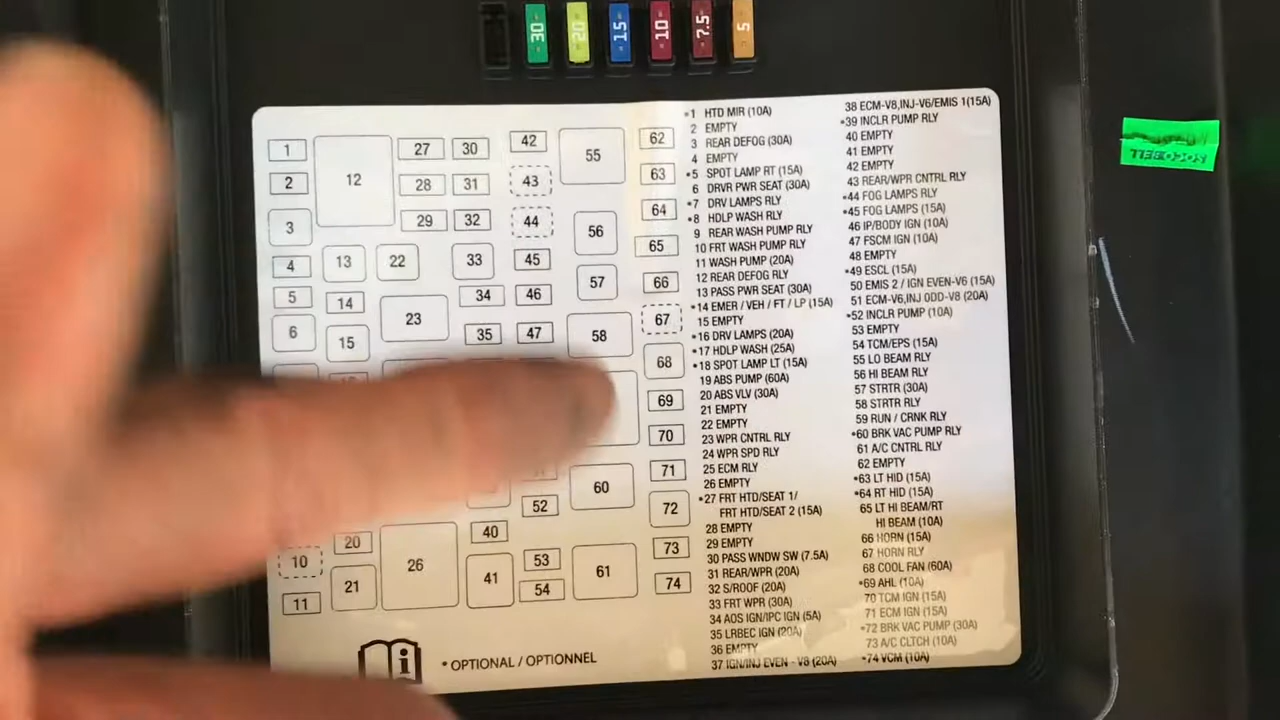 30 20 15 10 7.5 5
1 27 30 42 55 62
2 12 28 31 43 63
3 29 32 44 56 64
4 13 22 33 45 65
5 14 34 46 57 66
6 15 23 35 47 58 67
68
69
70
71
60
52 72
10 20 26 40 53 61 73
11 21 41 54 74
* OPTIONAL / OPTIONNEL
*1 HTD MIR (10A)
2 EMPTY
3 REAR DEFOG (30A)
4 EMPTY
*5 SPOT LAMP RT (15A)
6 DRVR PWR SEAT (30A)
*7 DRV LAMPS RLY
*8 HDLP WASH RLY
9 REAR WASH PUMP RLY
10 FRT WASH PUMP RLY
11 WASH PUMP (20A)
12 REAR DEFOG RLY
13 PASS PWR SEAT (30A)
*14 EMER / VEH / FT / LP (15A)
15 EMPTY
*16 DRV LAMPS (20A)
*17 HDLP WASH (25A)
*18 SPOT LAMP LT (15A)
19 ABS PUMP (60A)
20 ABS VLV (30A)
21 EMPTY
22 EMPTY
23 WPR CNTRL RLY
24 WPR SPD RLY
25 ECM RLY
26 EMPTY
*27 FRT HTD/SEAT 1/
FRT HTD/SEAT 2 (15A)
28 EMPTY
29 EMPTY
30 PASS WNDW SW (7.5A)
31 REAR/WPR (20A)
32 S/ROOF (20A)
33 FRT WPR (30A)
34 AOS IGN/IPC IGN (5A)
35 LRBEC IGN (20A)
36 EMPTY
37 IGN/INJ EVEN - V8 (20A)
38 ECM-V8,INJ-V6/EMIS 1(15A)
*39 INCLR PUMP RLY
40 EMPTY
41 EMPTY
42 EMPTY
43 REAR/WPR CNTRL RLY
*44 FOG LAMPS RLY
*45 FOG LAMPS (15A)
46 IP/BODY IGN (10A)
47 FSCM IGN (10A)
48 EMPTY
*49 ESCL (15A)
50 EMIS 2 / IGN EVEN-V6 (15A)
51 ECM-V6,INJ ODD-V8 (20A)
*52 INCLR PUMP (10A)
53 EMPTY
54 TCM/EPS (15A)
55 LO BEAM RLY
56 HI BEAM RLY
57 STRTR (30A)
58 STRTR RLY
59 RUN / CRNK RLY
*60 BRK VAC PUMP RLY
61 A/C CNTRL RLY
62 EMPTY
*63 LT HID (15A)
*64 RT HID (15A)
65 LT HI BEAM/RT
HI BEAM (10A)
66 HORN (15A)
67 HORN RLY
68 COOL FAN (60A)
*69 AHL (10A)
70 TCM IGN (15A)
71 ECM IGN (15A)
*72 BRK VAC PUMP (30A)
73 A/C CLTCH (10A)
*74 VCM (10A)